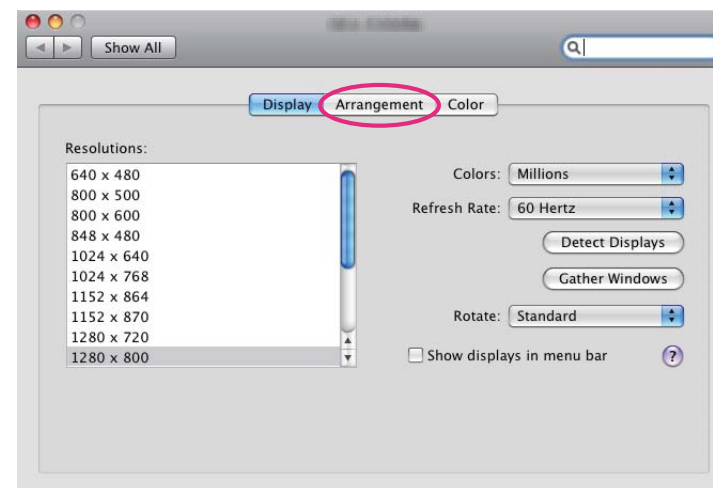 Show All
Display Arrangement Color
Resolutions:
640 x 480
800 x 500
800 x 600
848 x 480
1024 x 640
1024 x 768
1152 x 864
1152 x 870
1280 x 720
1280 x 800
Colors: Millions
Refresh Rate: 60 Hertz
Detect Displays
Gather Windows
Rotate: Standard
Show displays in menu bar ?